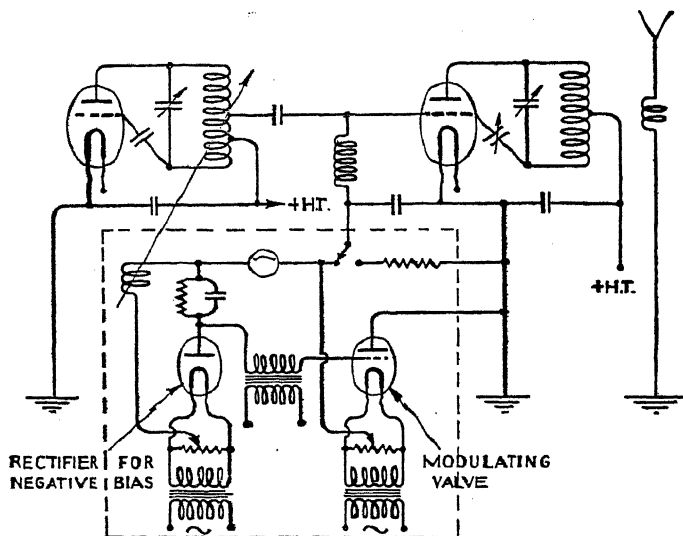 +H.T.
+H.T.
RECTIFIER FOR
NEGATIVE BIAS
MODULATING
VALVE